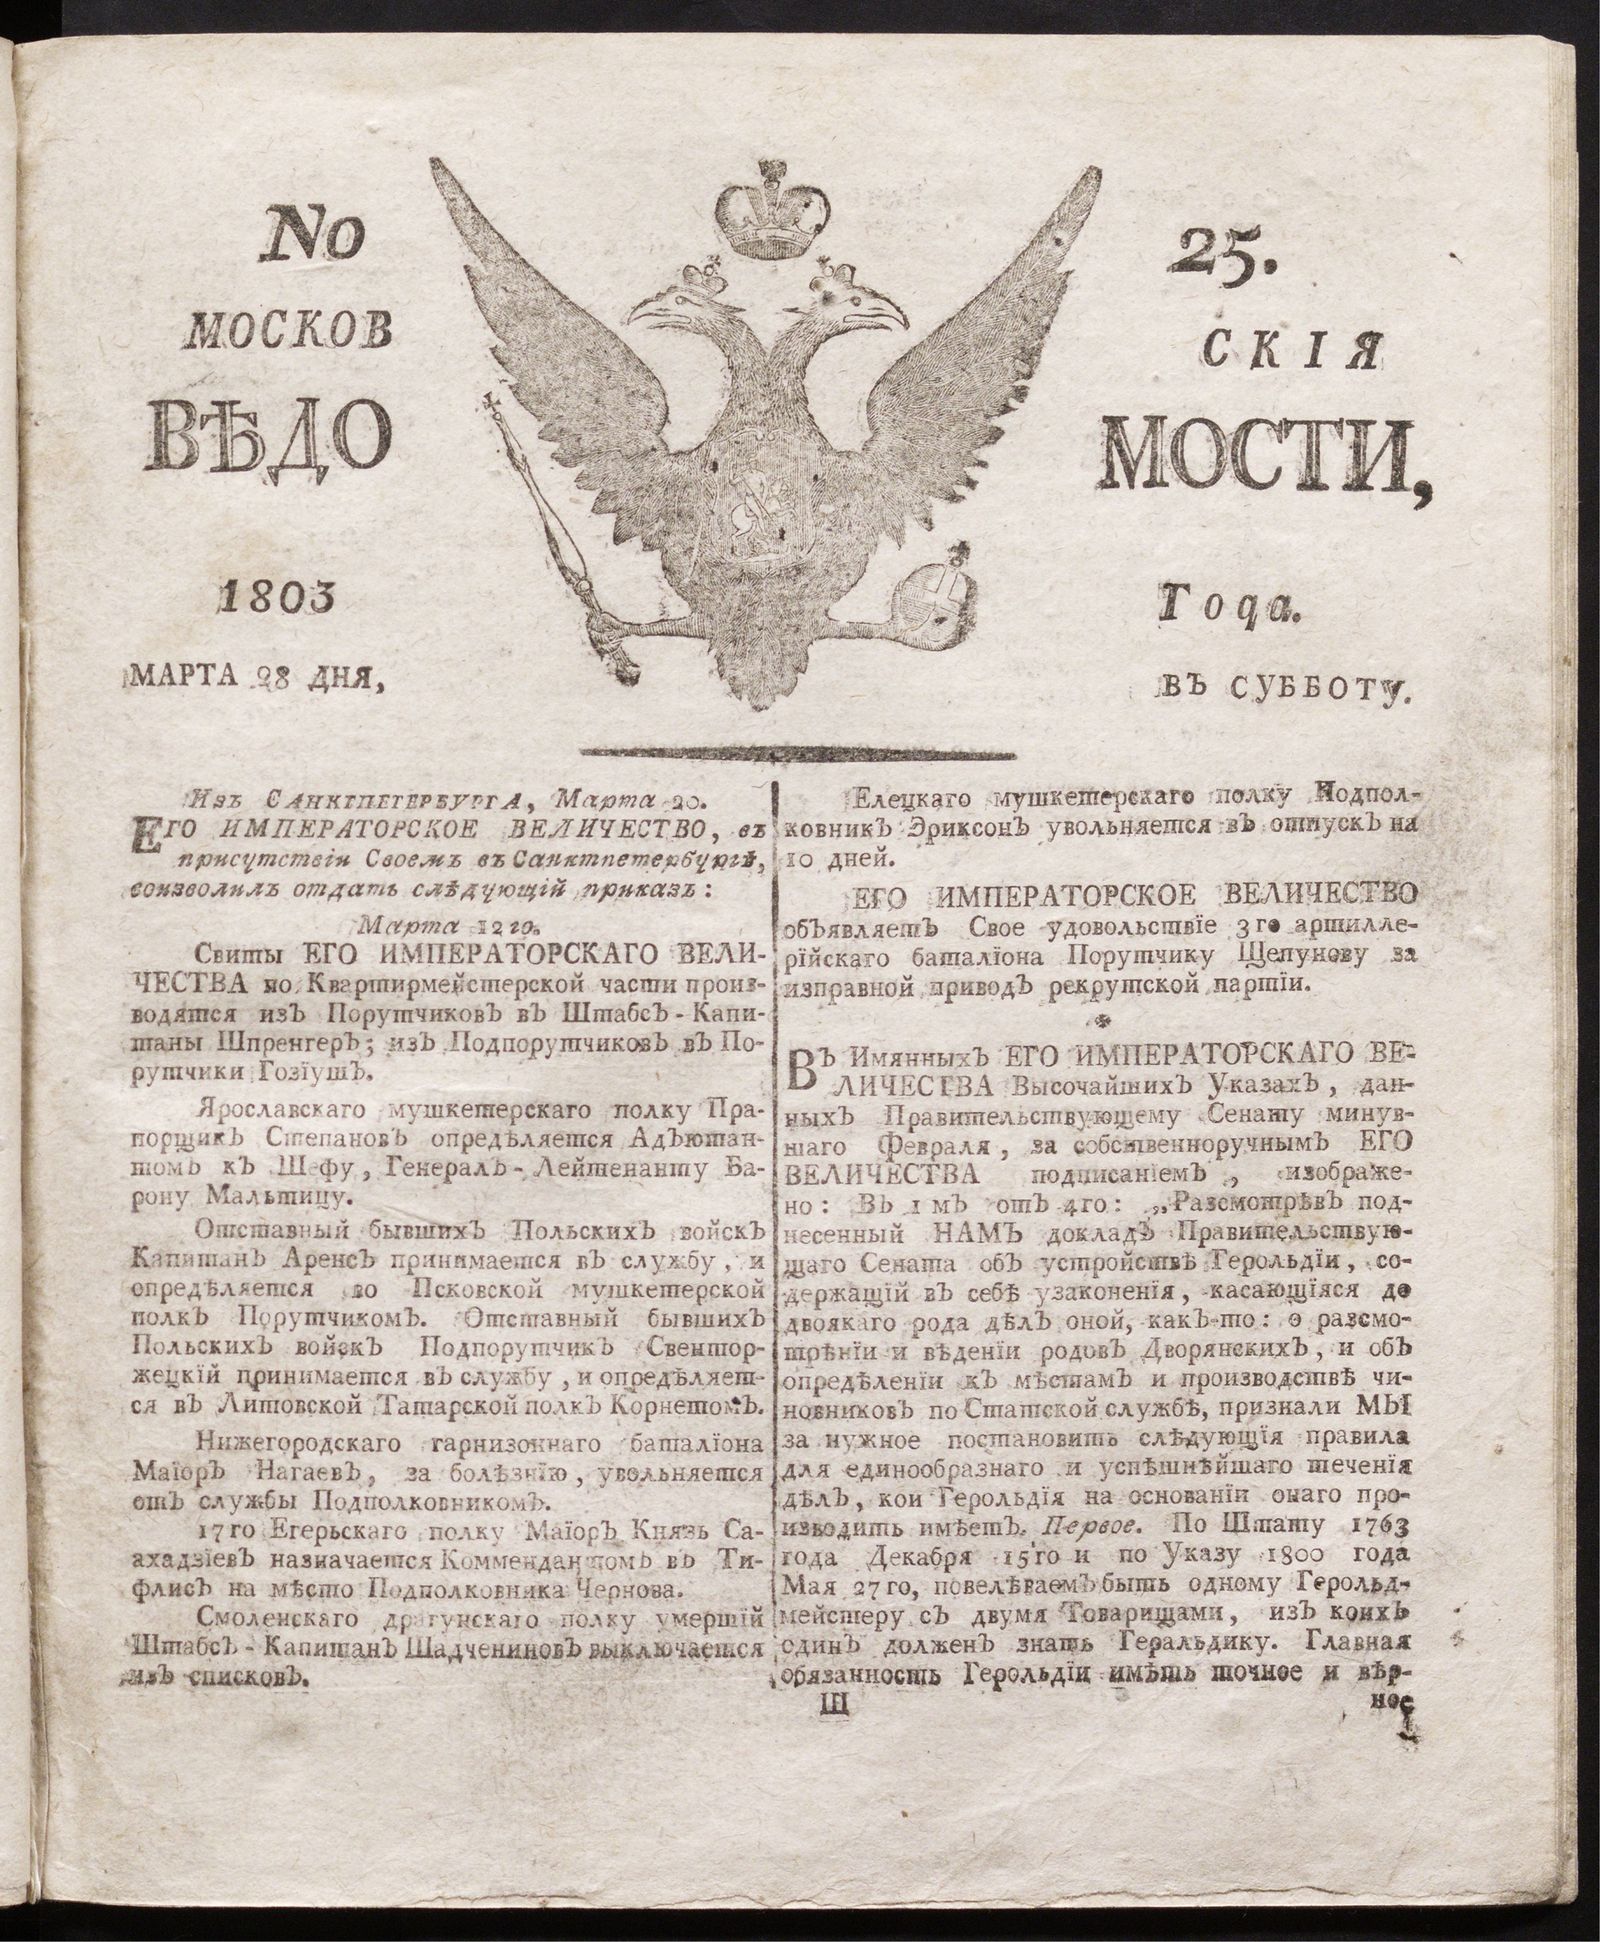 No 25.
МОСКОВ СКІЯ
ВѢДО МОСТИ,
1803 Года.
МАРТА 28 ДНЯ, ВЪ СУББОТУ.
Изъ САНКТПЕТЕРБУРГА, Марта 20.
ЕГО ИМПЕРАТОРСКОЕ ВЕЛИЧЕСТВО, въ
присутствіи Своемъ въ Санктпетербургѣ,
соизволилъ отдать слѣдующій приказъ:
Марта 12го.
Свиты ЕГО ИМПЕРАТОРСКАГО ВЕЛИ-
ЧЕСТВА по Квартирмейстерской части произ-
водятся изъ Порутчиковъ въ Штабсъ-Капи-
таны Шпренгеръ; изъ Подпорутчиковъ въ По-
рутчики Гозіушъ.
Ярославскаго мушкетерскаго полку Пра-
порщикъ Степановъ опредѣляется Адъютан-
томъ къ Шефу, Генералъ-Лейтенанту Ба-
рону Мальтицу.
Отставный бывшихъ Польскихъ войскъ
Капитанъ Аренсъ принимается въ службу, и
опредѣляется во Псковской мушкетерской
полкъ Порутчикомъ. Отставный бывшихъ
Польскихъ войскъ Подпорутчикъ Свентор-
жецкій принимается въ службу, и опредѣляет-
ся въ Литовской Татарской полкъ Корнетомъ.
Нижегородскаго гарнизоннаго баталіона
Маіоръ Нагаевъ, за болѣзнію, увольняется
отъ службы Подполковникомъ.
17го Егерьскаго полку Маіоръ Князь Са-
ахадзіевъ назначается Коммендантомъ въ Ти-
флисъ на мѣсто Подполковника Чернова.
Смоленскаго драгунскаго полку умершій
Штабсъ-Капитанъ Шадчениновъ выключается
изъ списковъ.
Елецкаго мушкетерскаго полку Подпол-
ковникъ Эриксонъ увольняется въ отпускъ на
10 дней.
ЕГО ИМПЕРАТОРСКОЕ ВЕЛИЧЕСТВО
объявляетъ Свое удовольствіе 3го артилле-
рійскаго баталіона Порутчику Щепунову за
изправной приводъ рекрутской партіи.
ВЪ Имянныхъ ЕГО ИМПЕРАТОРСКАГО ВЕ-
ЛИЧЕСТВА Высочайшихъ Указахъ, дан-
ныхъ Правительствующему Сенату минув-
шаго Февраля, за собственноручнымъ ЕГО
ВЕЛИЧЕСТВА подписаніемъ, изображе-
но: Въ 1мъ отъ 4го: „Разсмотрѣвъ под-
несенный НАМЪ докладъ Правительствую-
щаго Сената объ устройствѣ Герольдіи, со-
держащій въ себѣ узаконенія, касающіяся до
двоякаго рода дѣлъ оной, какъ-то: о разсмо-
трѣніи и вѣденіи родовъ Дворянскихъ, и объ
опредѣленіи къ мѣстамъ и производствѣ чи-
новниковъ по Статской службѣ, признали МЫ
за нужное постановить слѣдующія правила
для единообразнаго и успѣшнѣйшаго теченія
дѣлъ, кои Герольдія на основаніи онаго про-
изводить имѣетъ. Первое. По Штату 1763
года Декабря 15го и по Указу 1800 года
Мая 27го, повелѣваемъ быть одному Герольд-
мейстеру съ двумя Товарищами, изъ коихъ
одинъ долженъ знать Геральдику. Главная
обязанность Герольдіи имѣть точное и вѣр-
Щ ное